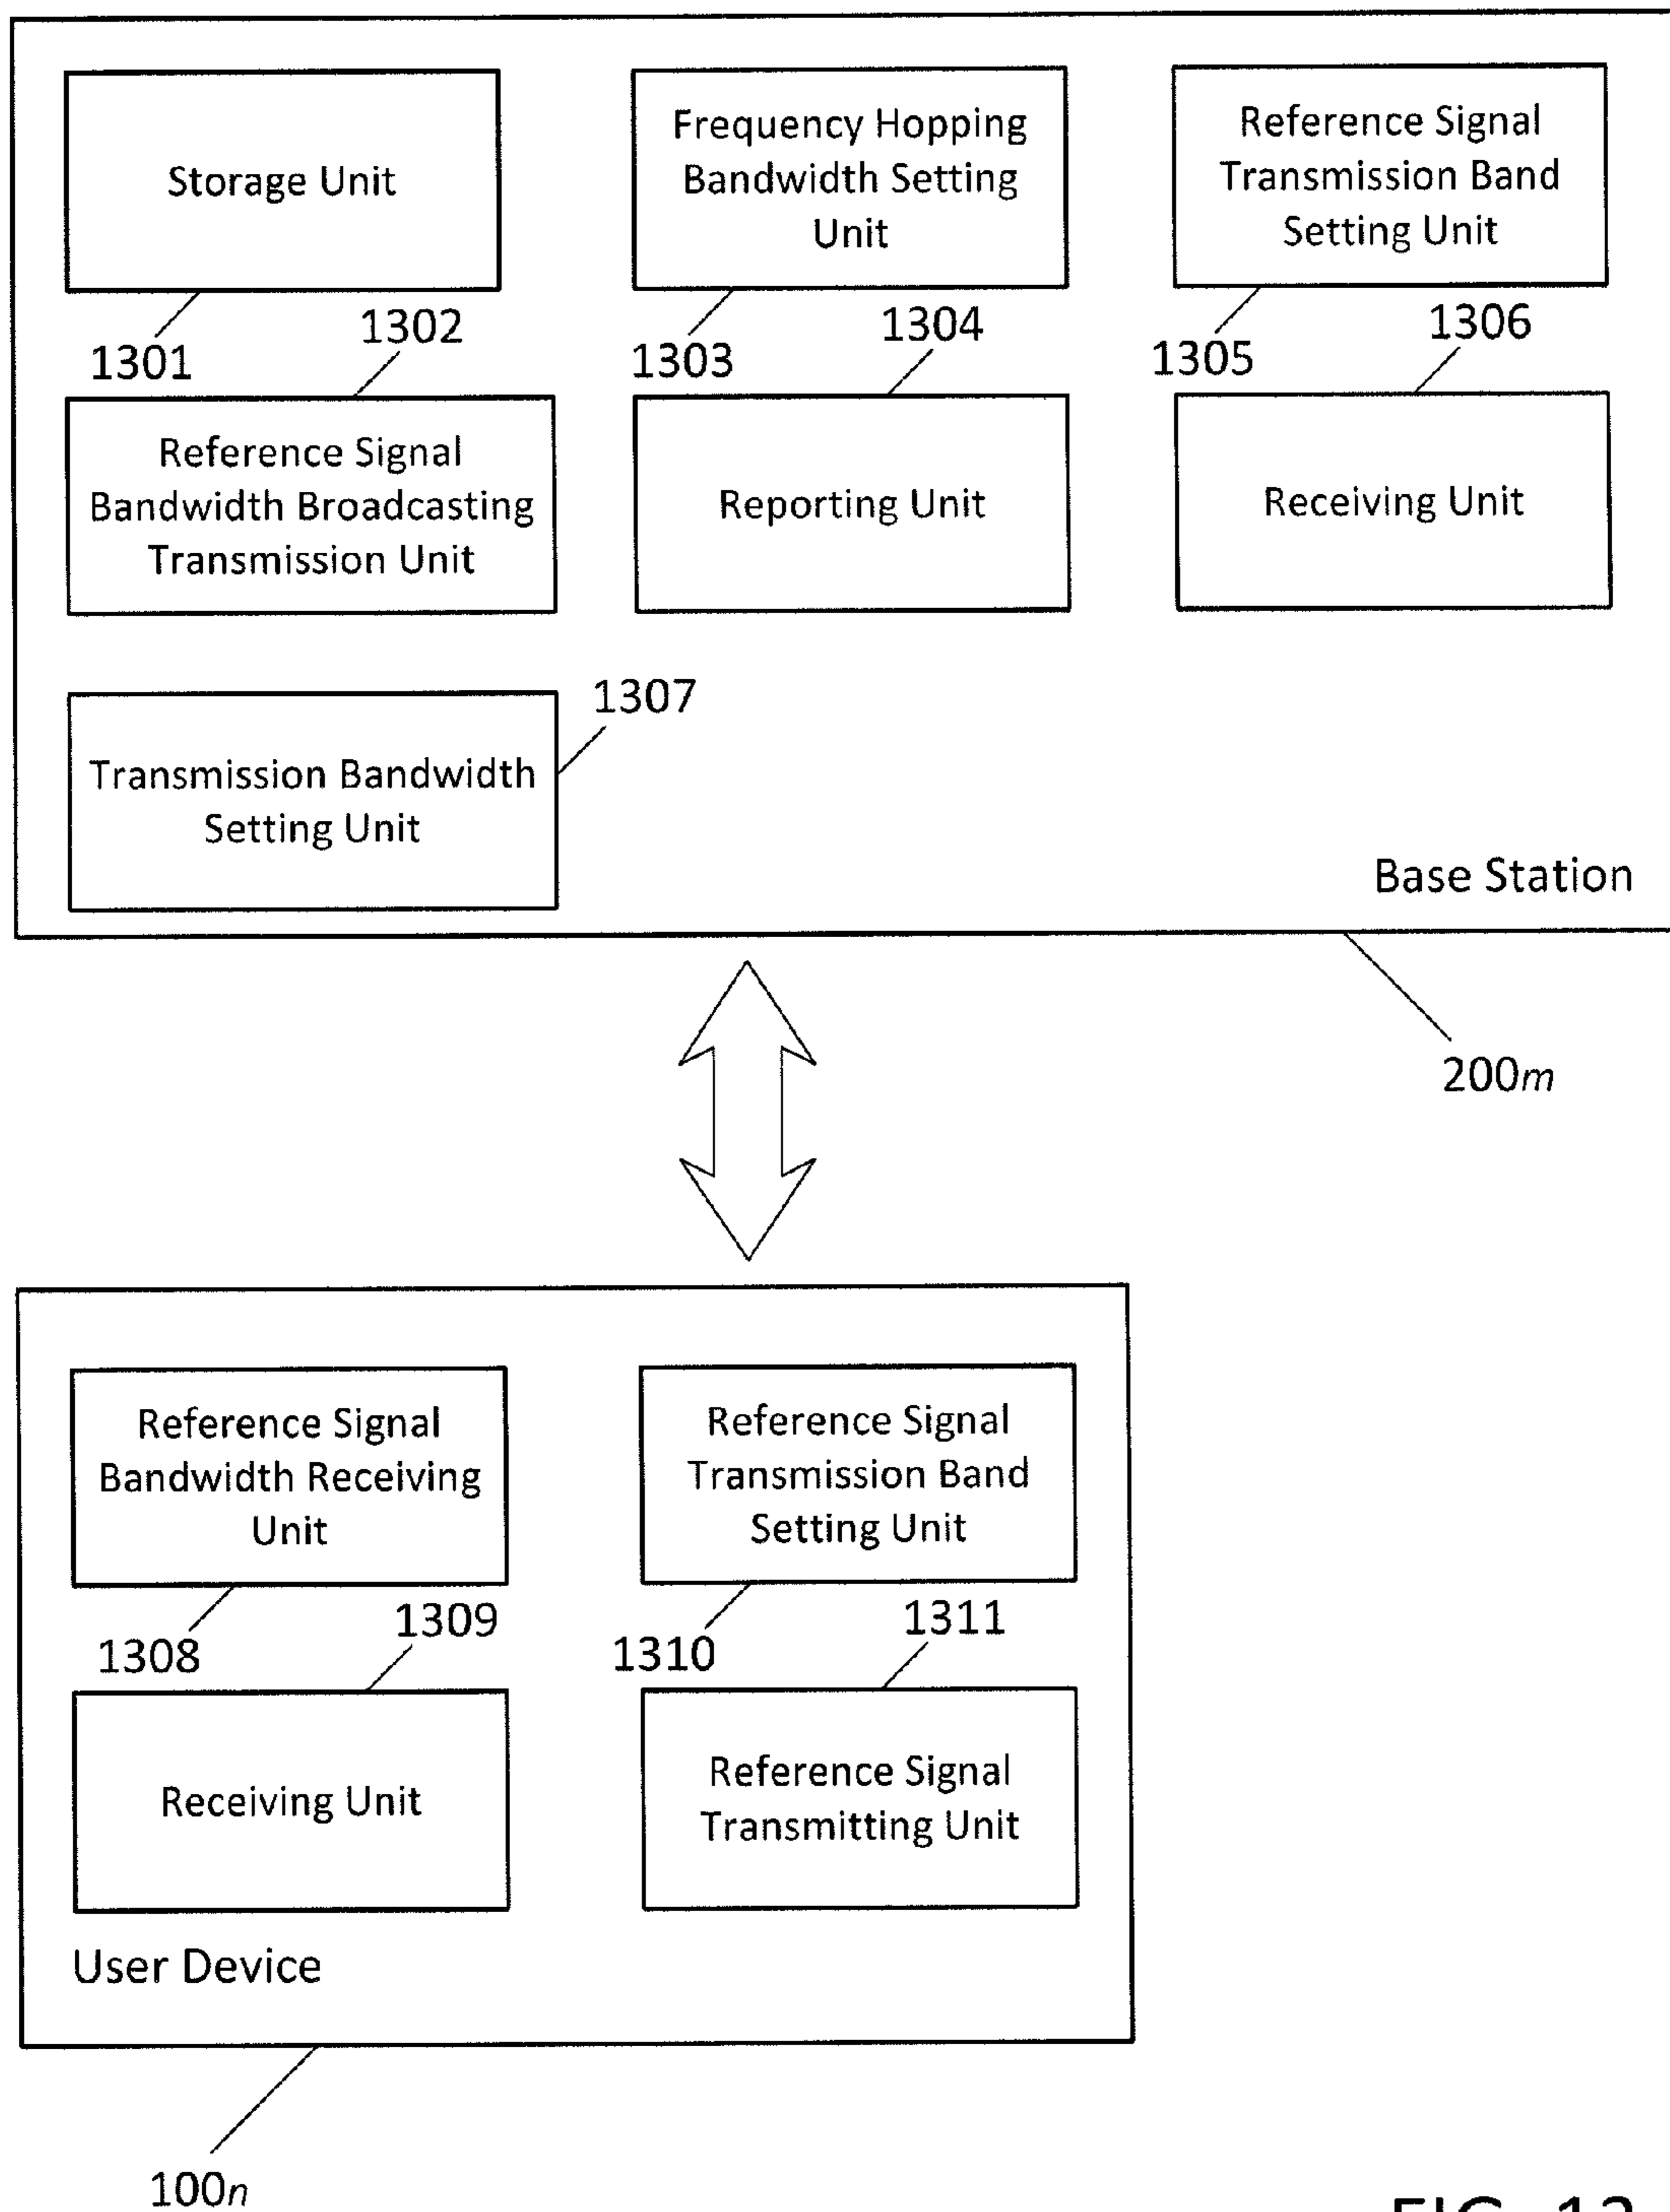 Storage Unit
Frequency Hopping
Bandwidth Setting
Unit
Reference Signal
Transmission Band
Setting Unit
1301
1302
1303
1304
1305
1306
Reference Signal
Bandwidth Broadcasting
Transmission Unit
Reporting Unit
Receiving Unit
1307
Transmission Bandwidth
Setting Unit
Base Station
200m
Reference Signal
Bandwidth Receiving
Unit
Reference Signal
Transmission Band
Setting Unit
1308
1309
1310
1311
Receiving Unit
Reference Signal
Transmitting Unit
User Device
100n